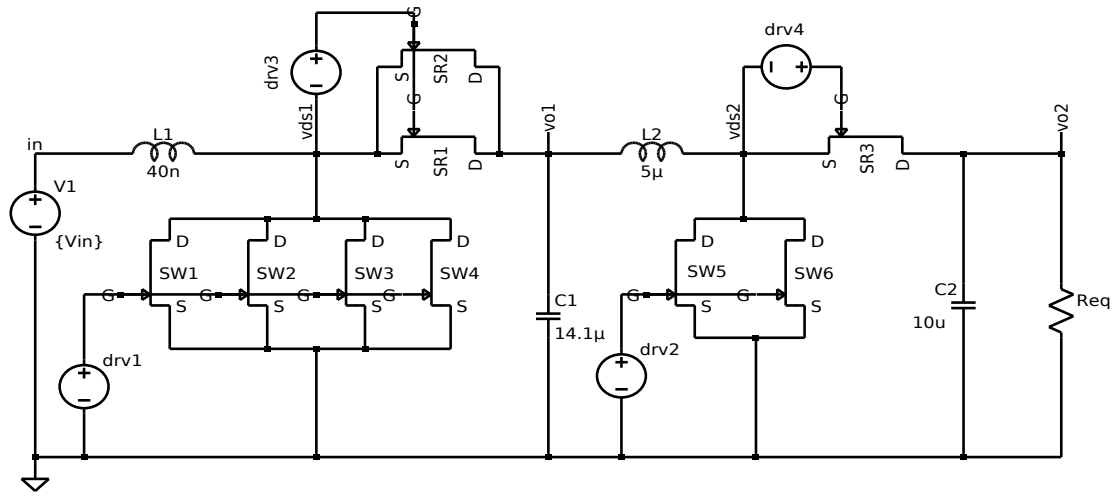 G
drv3
S
SR2
D
G
vds1
in
L1
40n
S
SR1
D
vo1
L2
5µ
drv4
vds2
G
S
SR3
D
vo2
V1
{Vin}
D
SW1
G
S
D
SW2
G
S
D
SW3
G
S
D
SW4
G
S
drv1
C1
14.1µ
D
SW5
G
S
D
SW6
G
S
drv2
C2
10u
Req